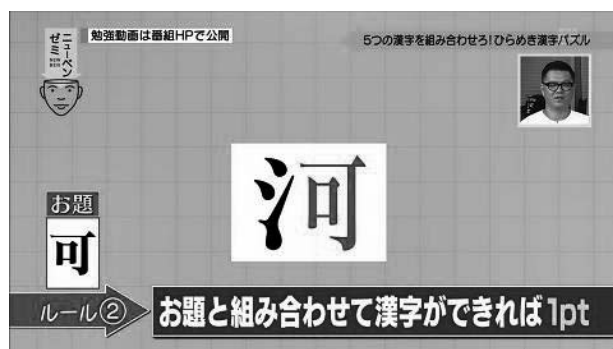 ニューベン
ゼミ
勉強動画は番組HPで公開
5つの漢字を組み合わせろ!ひらめき漢字パズル
河
お題
可
ルール②
お題と組み合わせて漢字ができれば1pt